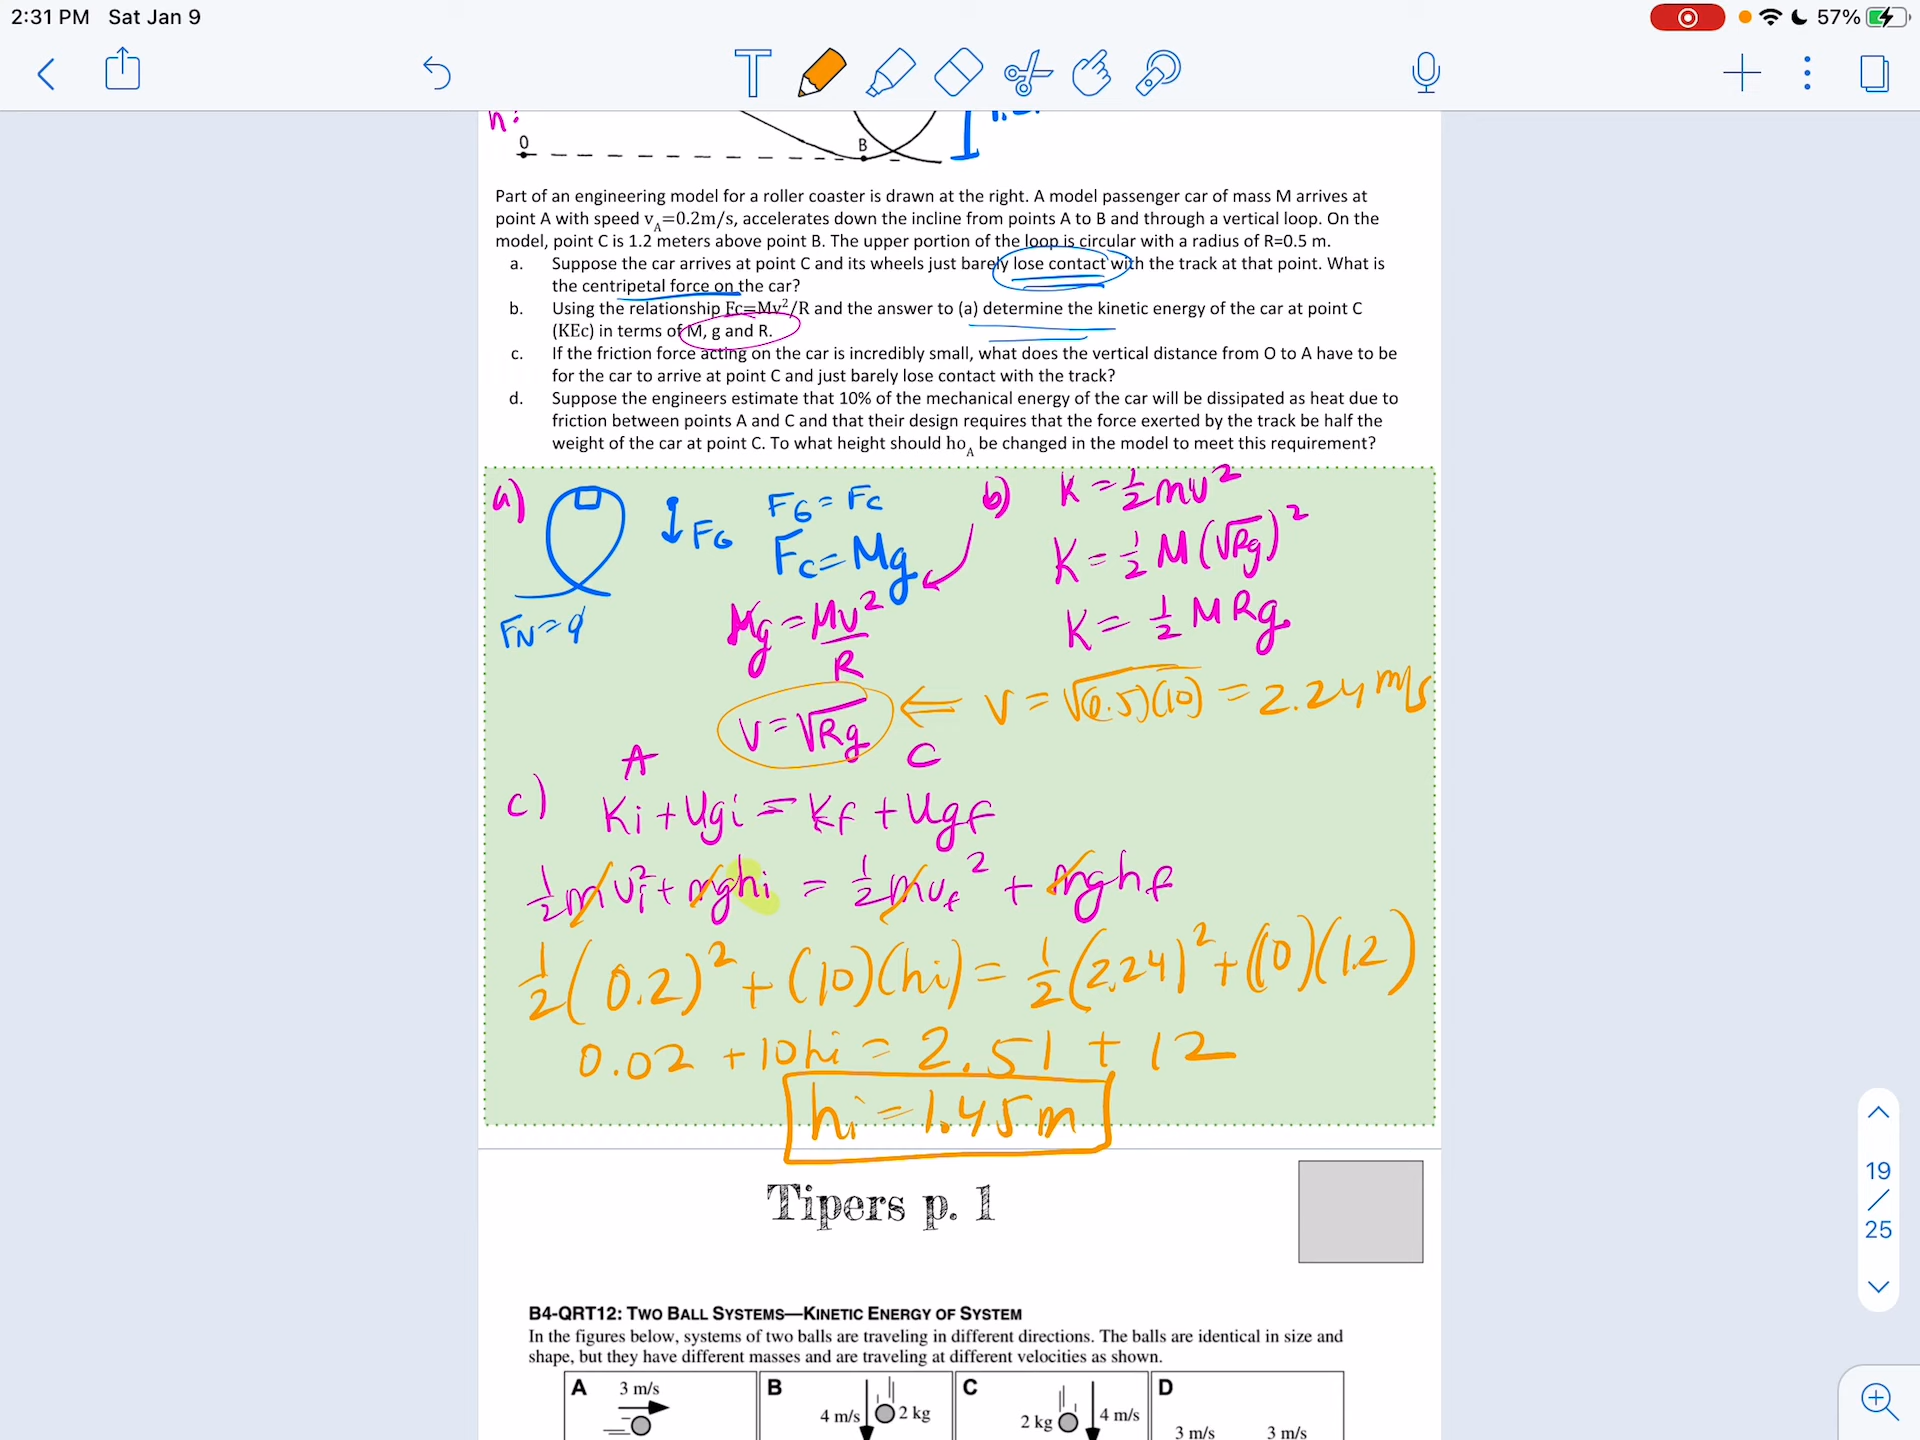 2:31 PM Sat Jan 9
57%
h:
O
B
Part of an engineering model for a roller coaster is drawn at the right. A model passenger car of mass M arrives at
point A with speed vA=0.2m/s, accelerates down the incline from points A to B and through a vertical loop. On the
model, point C is 1.2 meters above point B. The upper portion of the loop is circular with a radius of R=0.5 m.
a. Suppose the car arrives at point C and its wheels just barely lose contact with the track at that point. What is
the centripetal force on the car?
b. Using the relationship Fc=Mv²/R and the answer to (a) determine the kinetic energy of the car at point C
(KEc) in terms of M, g and R.
c. If the friction force acting on the car is incredibly small, what does the vertical distance from O to A have to be
for the car to arrive at point C and just barely lose contact with the track?
d. Suppose the engineers estimate that 10% of the mechanical energy of the car will be dissipated as heat due to
friction between points A and C and that their design requires that the force exerted by the track be half the
weight of the car at point C. To what height should hoA be changed in the model to meet this requirement?
a)
FG
FN=0
FG=Fc
Fc=Mg
Mg=Mv²/R
V=√Rg
b) K=½mv²
K=½M(√Rg)²
K=½MRg
V=√(0.5)(10)=2.24 m/s
A
C
c) Ki+Ugi=Kf+Ugf
½mvi²+mghi=½mvf²+mghf
½(0.2)²+(10)(hi)=½(2.24)²+(10)(1.2)
0.02+10hi=2.51+12
hi=1.45m
Tipers p. 1
B4-QRT12: TWO BALL SYSTEMS—KINETIC ENERGY OF SYSTEM
In the figures below, systems of two balls are traveling in different directions. The balls are identical in size and
shape, but they have different masses and are traveling at different velocities as shown.
A 3 m/s
B 4 m/s 2 kg
C 2 kg 4 m/s
D 3 m/s 3 m/s
19
/
25